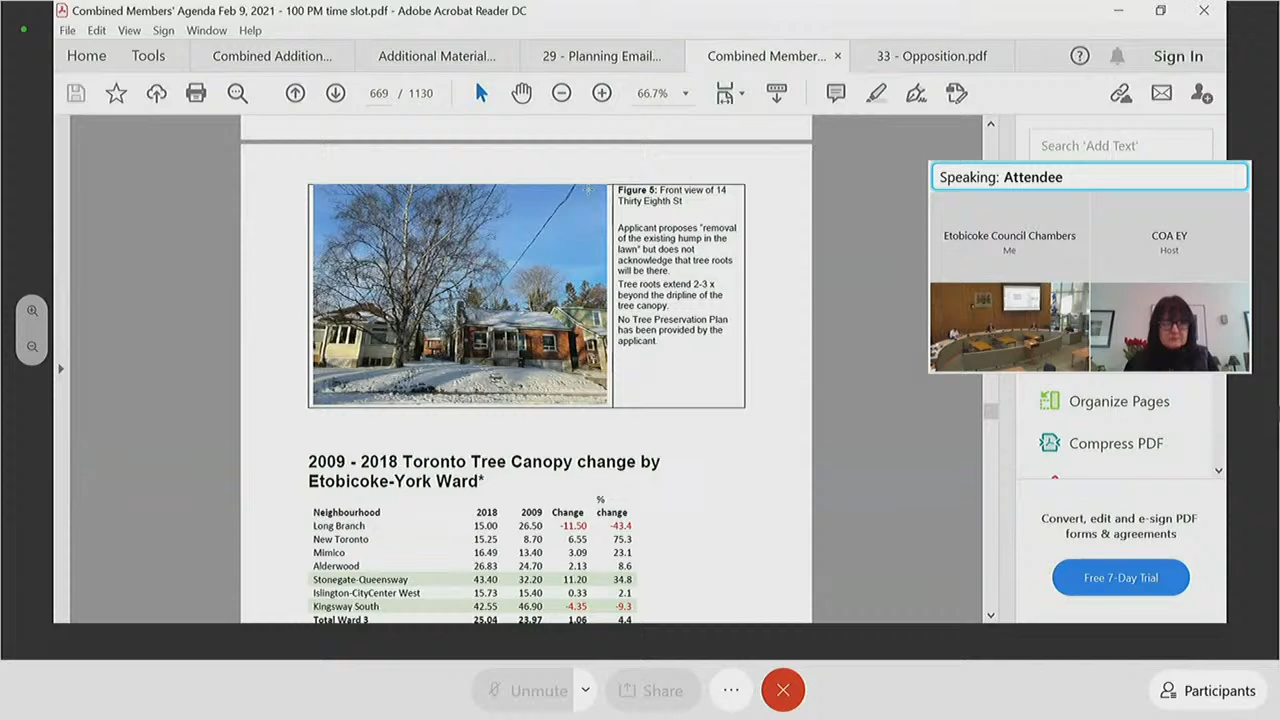 Combined Members' Agenda Feb 9, 2021 - 100 PM time slot.pdf - Adobe Acrobat Reader DC
File Edit View Sign Window Help
Home Tools Combined Addition... Additional Material... 29 - Planning Email... Combined Member... × 33 - Opposition.pdf Sign In
669 / 1130 66.7%
Search 'Add Text'
Speaking: Attendee
Etobicoke Council Chambers
Me
COA EY
Host
Figure 5: Front view of 14
Thirty Eighth St
Applicant proposes "removal
of the existing hump in the
lawn" but does not
acknowledge that tree roots
will be there.
Tree roots extend 2-3 x
beyond the dripline of the
tree canopy.
No Tree Preservation Plan
has been provided by the
applicant.
Organize Pages
Compress PDF
Convert, edit and e-sign PDF
forms & agreements
Free 7-Day Trial
2009 - 2018 Toronto Tree Canopy change by
Etobicoke-York Ward*
%
Neighbourhood 2018 2009 Change change
Long Branch 15.00 26.50 -11.50 -43.4
New Toronto 15.25 8.70 6.55 75.3
Mimico 16.49 13.40 3.09 23.1
Alderwood 26.83 24.70 2.13 8.6
Stonegate-Queensway 43.40 32.20 11.20 34.8
Islington-CityCenter West 15.73 15.40 0.33 2.1
Kingsway South 42.55 46.90 -4.35 -9.3
Total Ward 3 25.04 23.97 1.06 4.4
Unmute Share ... Participants